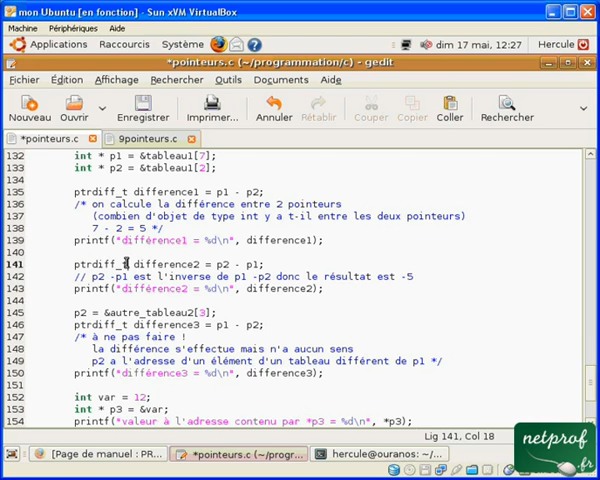 mon Ubuntu [en fonction] - Sun xVM VirtualBox
Machine Périphériques Aide
Applications Raccourcis Système dim 17 mai, 12:27 Hercule
*pointeurs.c (~/programmation/c) - gedit
Fichier Édition Affichage Rechercher Outils Documents Aide
Nouveau Ouvrir Enregistrer Imprimer... Annuler Rétablir Couper Copier Coller Rechercher
*pointeurs.c 9pointeurs.c
132 int * p1 = &tableau1[7];
133 int * p2 = &tableau1[2];
134
135 ptrdiff_t difference1 = p1 - p2;
136 /* on calcule la différence entre 2 pointeurs
137 (combien d'objet de type int y a t-il entre les deux pointeurs)
138 7 - 2 = 5 */
139 printf("différence1 = %d\n", difference1);
140
141 ptrdiff_t difference2 = p2 - p1;
142 // p2 -p1 est l'inverse de p1 -p2 donc le résultat est -5
143 printf("différence2 = %d\n", difference2);
144
145 p2 = &autre_tableau2[3];
146 ptrdiff_t difference3 = p1 - p2;
147 /* à ne pas faire !
148 la différence s'effectue mais n'a aucun sens
149 p2 a l'adresse d'un élément d'un tableau différent de p1 */
150 printf("différence3 = %d\n", difference3);
151
152 int var = 12;
153 int * p3 = &var;
154 printf("valeur à l'adresse contenu par *p3 = %d\n", *p3);
Lig 141, Col 18
[Page de manuel : PR... *pointeurs.c (~/progr... hercule@ouranos: ~/...
netprof
.fr